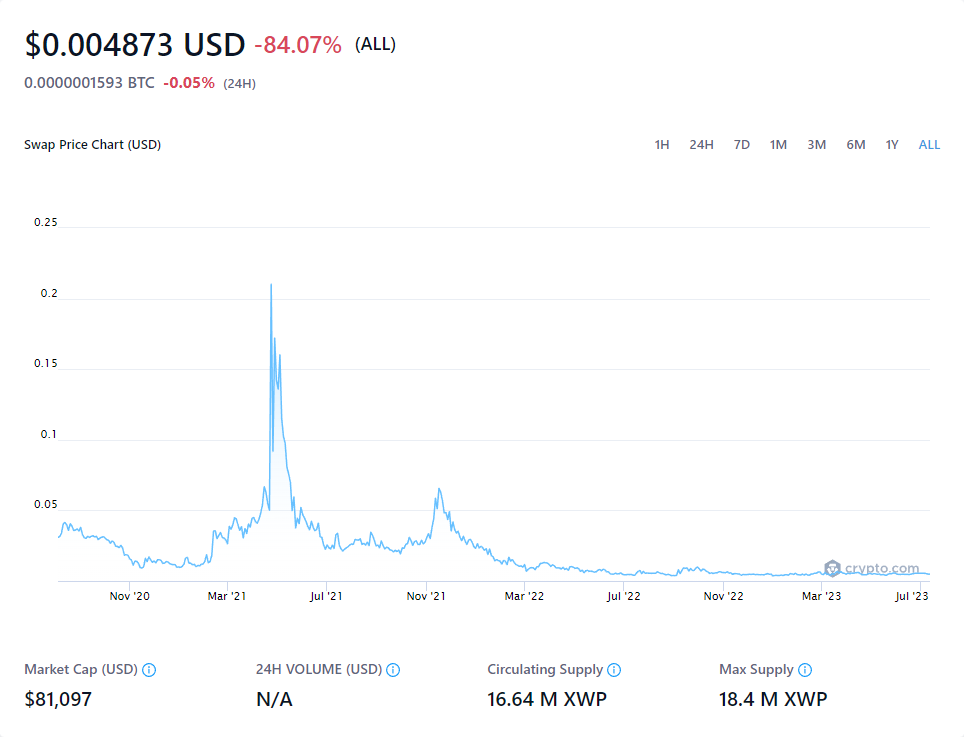 $0.004873 USD -84.07% (ALL)
0.0000001593 BTC -0.05% (24H)
Swap Price Chart (USD) 1H 24H 7D 1M 3M 6M 1Y ALL
0.25
0.2
0.15
0.1
0.05
crypto.com
Nov '20 Mar '21 Jul '21 Nov '21 Mar '22 Jul '22 Nov '22 Mar '23 Jul '23
Market Cap (USD) 24H VOLUME (USD) Circulating Supply Max Supply
$81,097 N/A 16.64 M XWP 18.4 M XWP